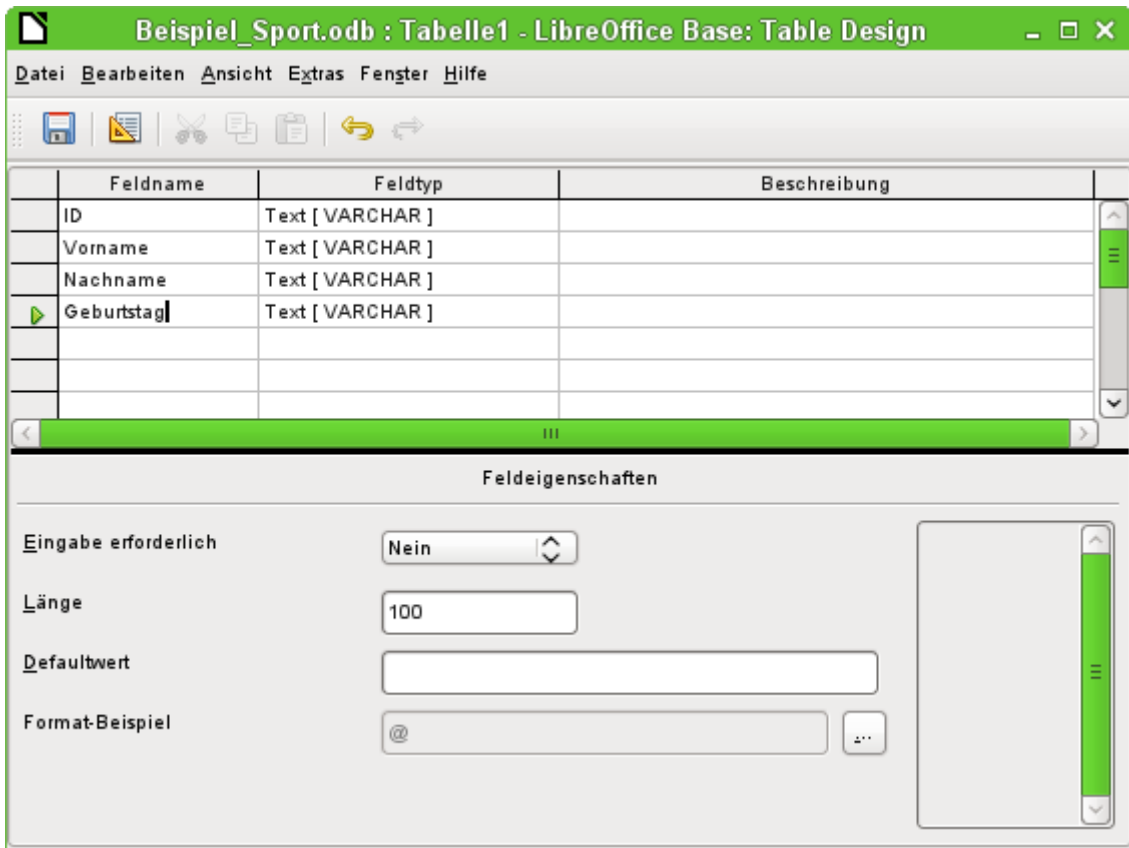 Beispiel_Sport.odb : Tabelle1 - LibreOffice Base: Table Design
Datei Bearbeiten Ansicht Extras Fenster Hilfe
Feldname Feldtyp Beschreibung
ID Text [ VARCHAR ]
Vorname Text [ VARCHAR ]
Nachname Text [ VARCHAR ]
Geburtstag Text [ VARCHAR ]
Feldeigenschaften
Eingabe erforderlich Nein
Länge 100
Defaultwert
Format-Beispiel @ ...